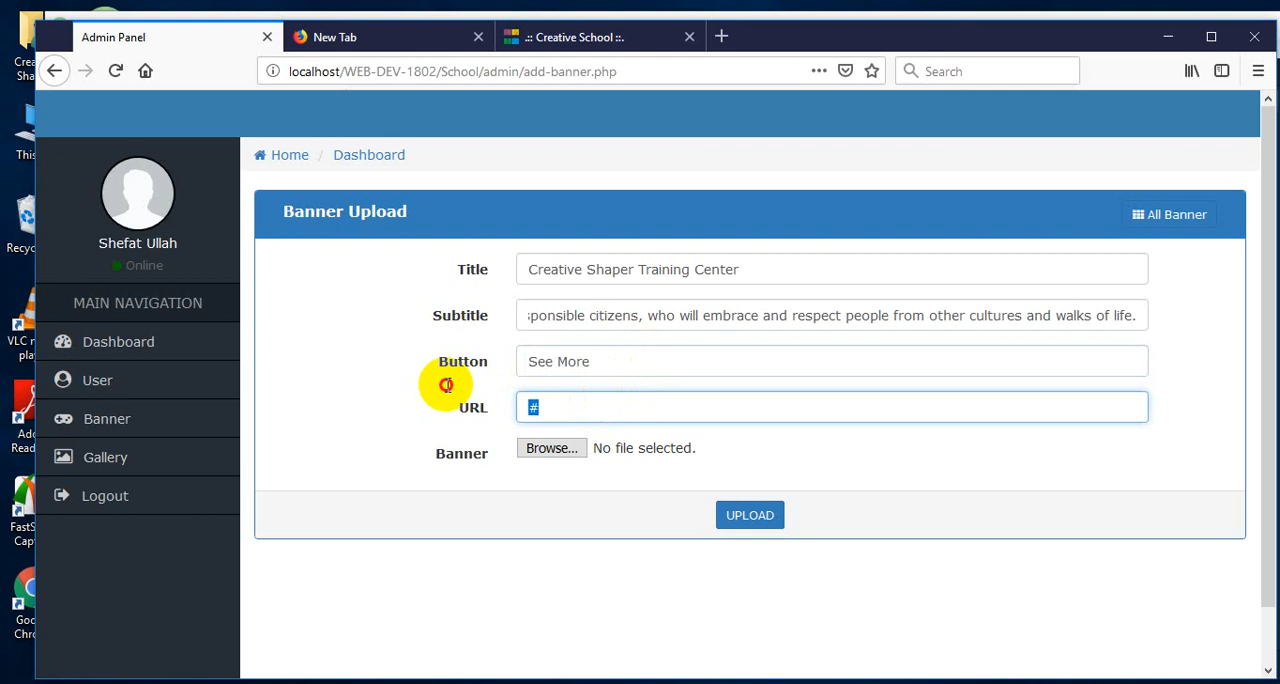 Admin Panel
New Tab
.:: Creative School ::.
localhost/WEB-DEV-1802/School/admin/add-banner.php
Search
Crea
Sha
This
Recyc
VLC n
pla
Ado
Read
FastS
Cap
Goo
Chro
Shefat Ullah
Online
MAIN NAVIGATION
Dashboard
User
Banner
Gallery
Logout
Home / Dashboard
Banner Upload
All Banner
Title
Creative Shaper Training Center
Subtitle
sponsible citizens, who will embrace and respect people from other cultures and walks of life.
Button
See More
URL
#
Banner
Browse... No file selected.
UPLOAD